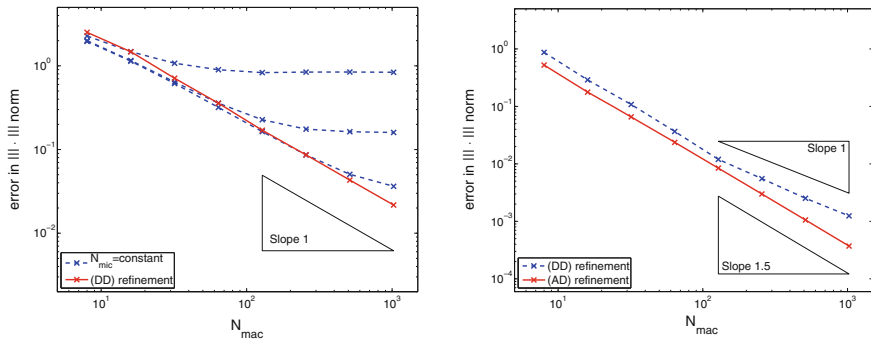 error in ||| · ||| norm
10^0
10^-1
10^-2
10^1
10^2
10^3
N_mac
Slope 1
N_mic=constant
(DD) refinement
error in ||| · ||| norm
10^0
10^-1
10^-2
10^-3
10^-4
10^1
10^2
10^3
N_mac
Slope 1
Slope 1.5
(DD) refinement
(AD) refinement